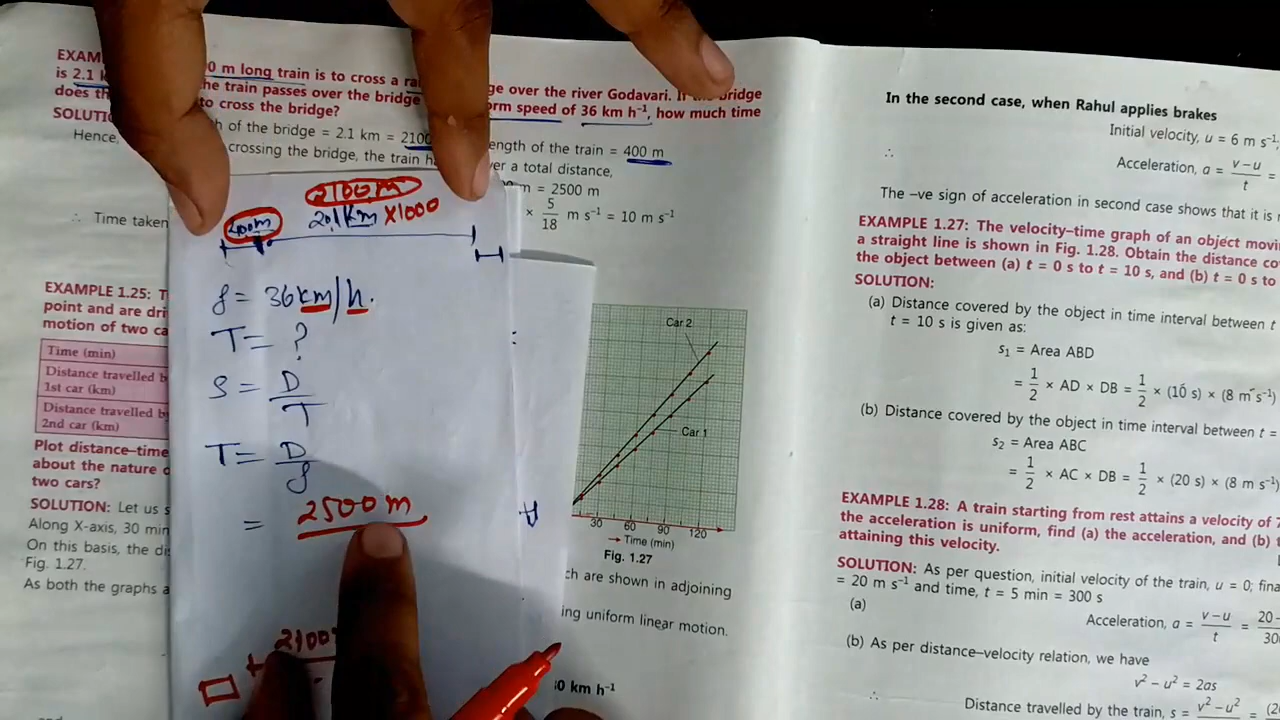 EXAM 0 m long train is to cross a ra ge over the river Godavari. If the bridge
is 2.1 k he train passes over the bridge orm speed of 36 km h⁻¹, how much time
does th to cross the bridge?
SOLUTI h of the bridge = 2.1 km = 2100 ength of the train = 400 m
Hence, crossing the bridge, the train h er a total distance,
m = 2500 m
∴ Time taken × 5/18 m s⁻¹ = 10 m s⁻¹
2100m
400m 2.1km ×1000
S = 36km/h.
T = ?
S = D/T
T = D/S
= 2500m
2100
EXAMPLE 1.25: T
point and are dri
motion of two ca
Time (min)
Distance travelled b
1st car (km)
Distance travelled by
2nd car (km)
Plot distance–time
about the nature o
two cars?
SOLUTION: Let us s
Along X-axis, 30 min
On this basis, the di
Fig. 1.27.
As both the graphs a
Car 2
Car 1
30 60 90 120
Time (min)
Fig. 1.27
ch are shown in adjoining
ing uniform linear motion.
0 km h⁻¹
In the second case, when Rahul applies brakes
Initial velocity, u = 6 m s⁻¹,
∴ Acceleration, a = (v – u)/t =
The –ve sign of acceleration in second case shows that it is
EXAMPLE 1.27: The velocity-time graph of an object movi
a straight line is shown in Fig. 1.28. Obtain the distance co
the object between (a) t = 0 s to t = 10 s, and (b) t = 0 s to
SOLUTION:
(a) Distance covered by the object in time interval between t
t = 10 s is given as:
s₁ = Area ABD
= 1/2 × AD × DB = 1/2 × (10 s) × (8 m s⁻¹)
(b) Distance covered by the object in time interval between t =
s₂ = Area ABC
= 1/2 × AC × DB = 1/2 × (20 s) × (8 m s⁻¹)
EXAMPLE 1.28: A train starting from rest attains a velocity of
the acceleration is uniform, find (a) the acceleration, and (b)
attaining this velocity.
SOLUTION: As per question, initial velocity of the train, u = 0; fina
= 20 m s⁻¹ and time, t = 5 min = 300 s
(a)
Acceleration, a = (v – u)/t = 20 –/30
(b) As per distance–velocity relation, we have
v² – u² = 2as
∴ Distance travelled by the train, s = (v² – u²) =